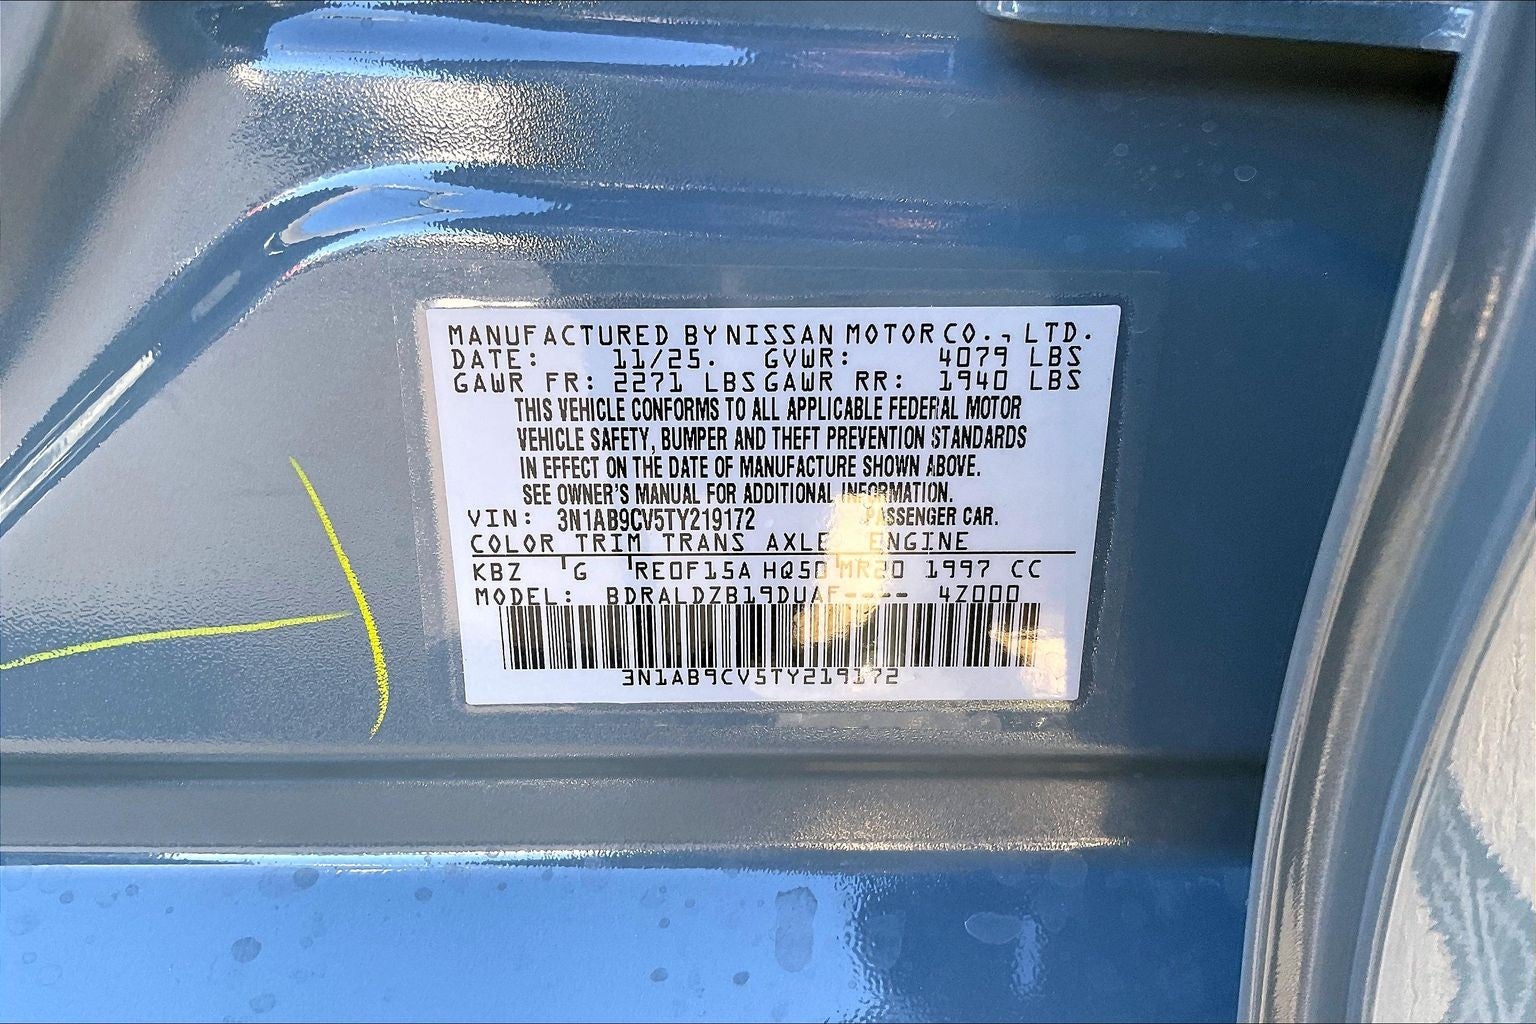 MANUFACTURED BY NISSAN MOTOR CO., LTD.
DATE: 11/25. GVWR: 4079 LBS
GAWR FR: 2271 LBS GAWR RR: 1940 LBS
THIS VEHICLE CONFORMS TO ALL APPLICABLE FEDERAL MOTOR
VEHICLE SAFETY, BUMPER AND THEFT PREVENTION STANDARDS
IN EFFECT ON THE DATE OF MANUFACTURE SHOWN ABOVE.
SEE OWNER'S MANUAL FOR ADDITIONAL INFORMATION.
VIN: 3N1AB9CV5TY219172 PASSENGER CAR.
COLOR TRIM TRANS AXLE ENGINE
KBZ G RE0F15A HQ50 MR20 1997 CC
MODEL: BDRALDZB19DUAF---- 4Z000
3N1AB9CV5TY219172